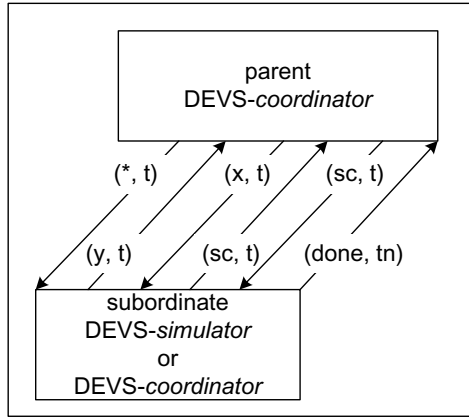 parent
DEVS-coordinator
(*, t)
(x, t)
(sc, t)
(y, t)
(sc, t)
(done, tn)
subordinate
DEVS-simulator
or
DEVS-coordinator